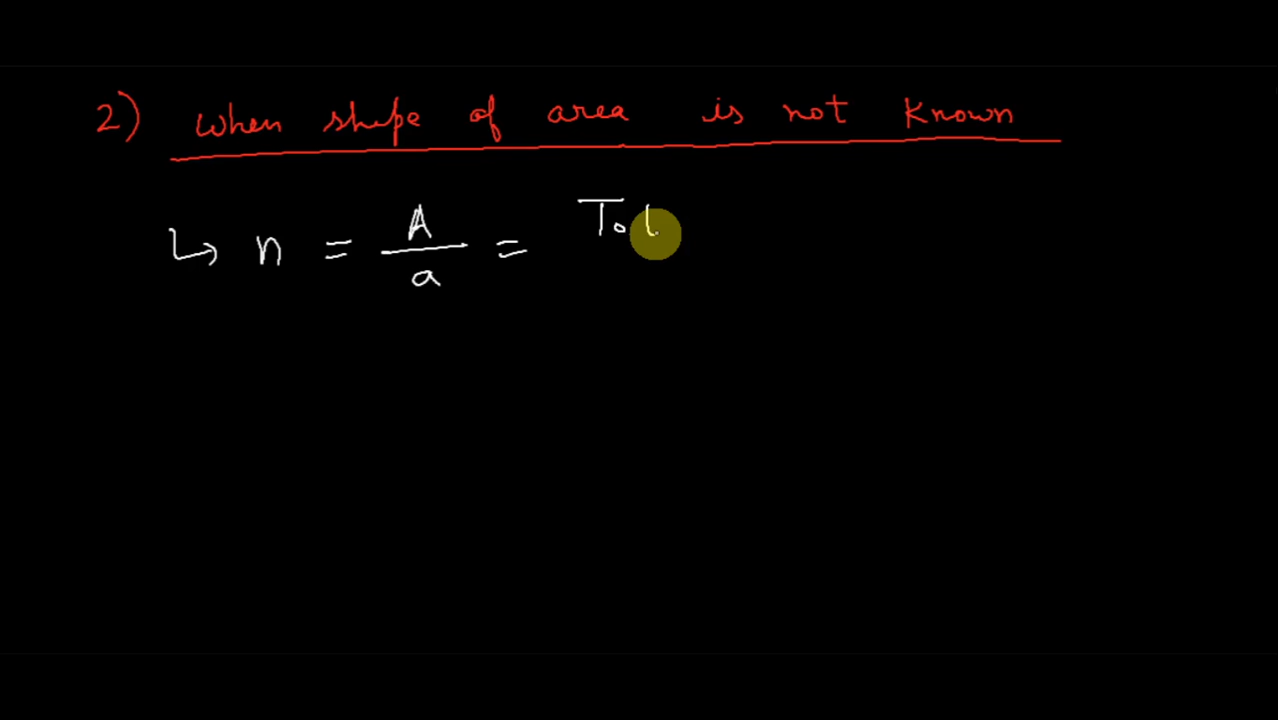 2) when shape of area is not known
↳ n = A/a = To